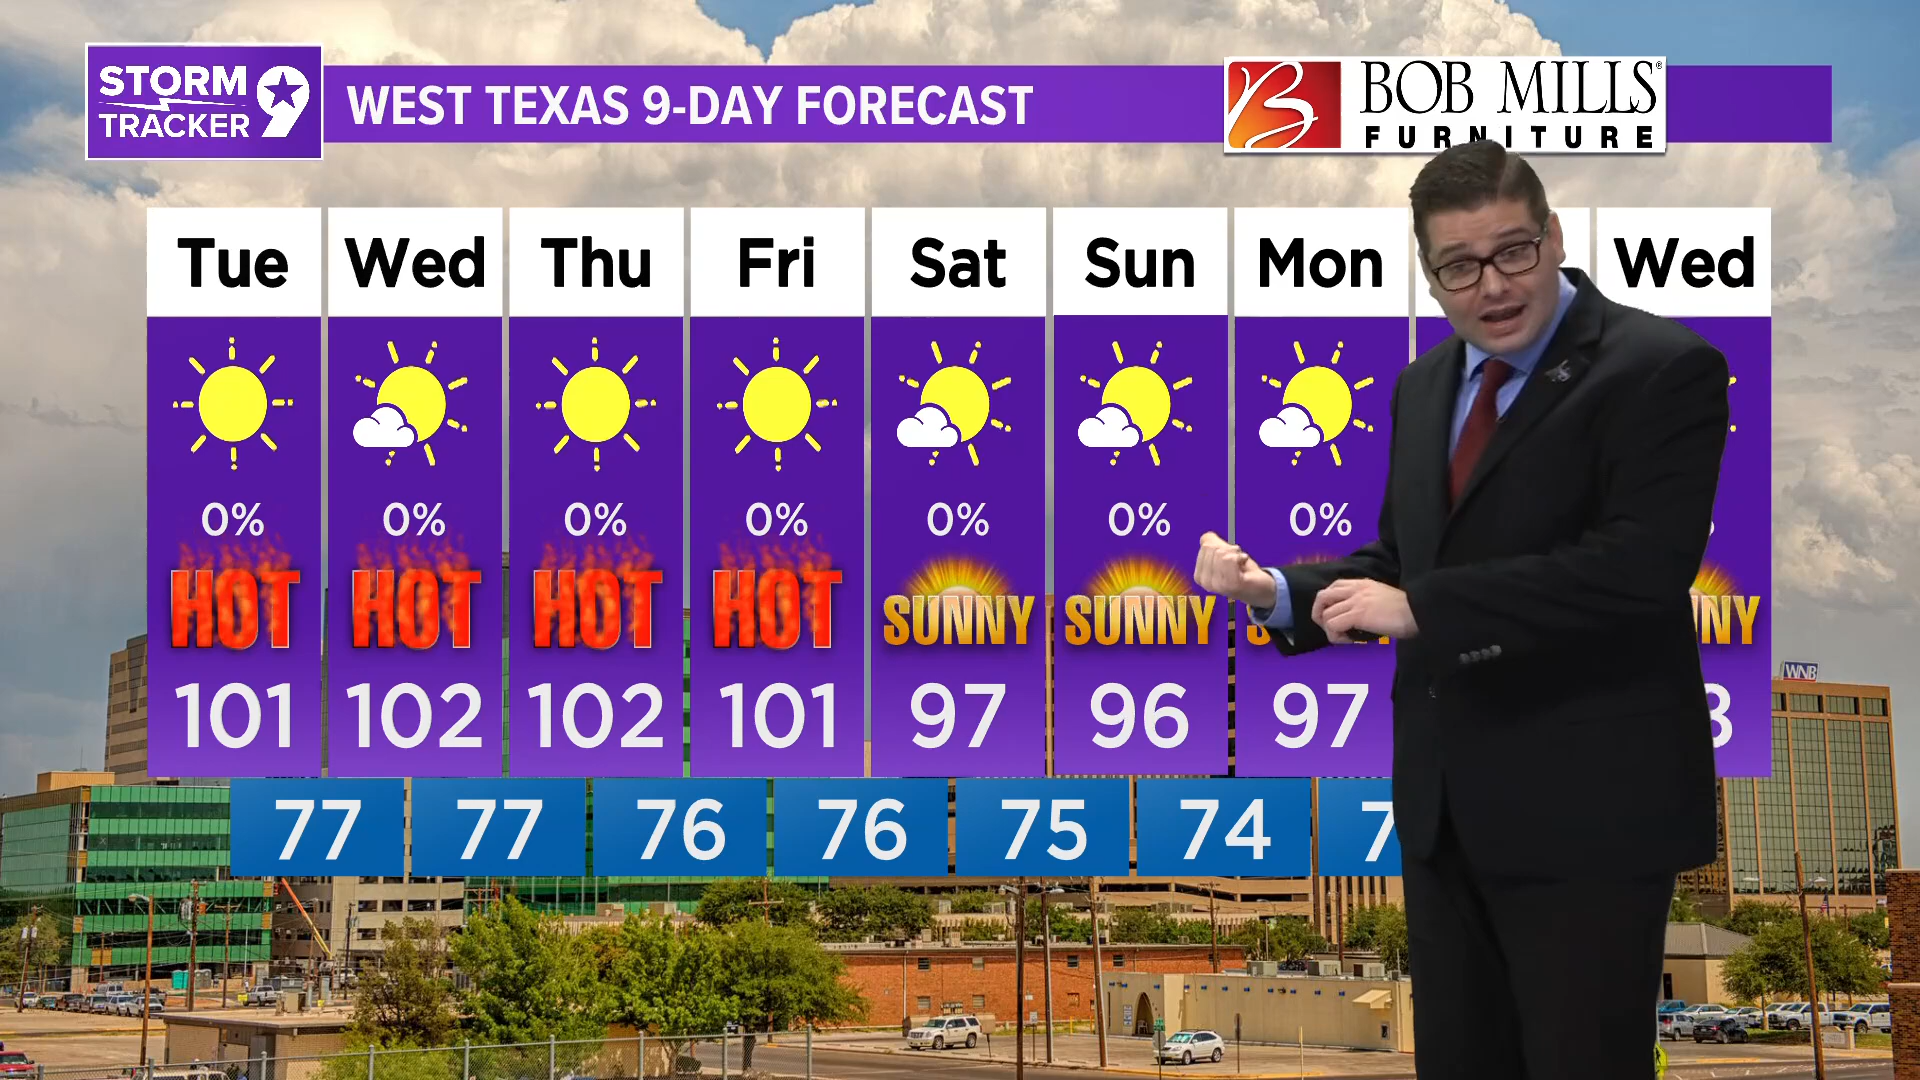 STORM
TRACKER 9
WEST TEXAS 9-DAY FORECAST
B BOB MILLS®
FURNITURE
Tue Wed Thu Fri Sat Sun Mon Wed
0% 0% 0% 0% 0% 0% 0%
HOT HOT HOT HOT SUNNY SUNNY
101 102 102 101 97 96 97
77 77 76 76 75 74
WNB